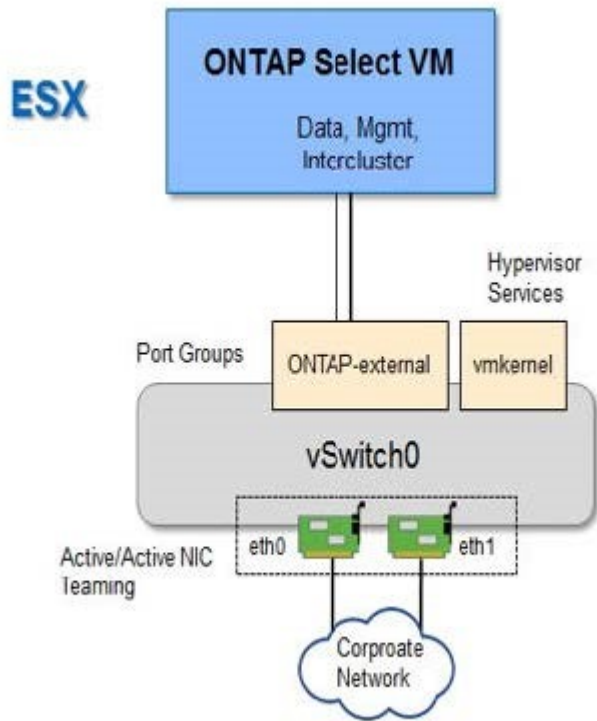 ESX
ONTAP Select VM
Data, Mgmt,
Intercluster
Hypervisor
Services
Port Groups
ONTAP-external
vmkernel
vSwitch0
eth0
eth1
Active/Active NIC
Teaming
Corproate
Network